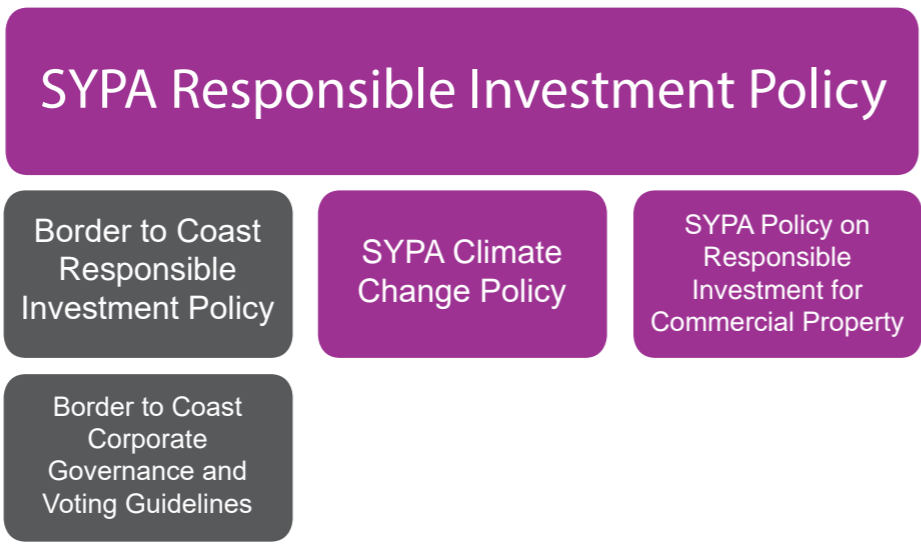 SYPA Responsible Investment Policy
Border to Coast
Responsible
Investment Policy
SYPA Climate
Change Policy
SYPA Policy on
Responsible
Investment for
Commercial Property
Border to Coast
Corporate
Governance and
Voting Guidelines